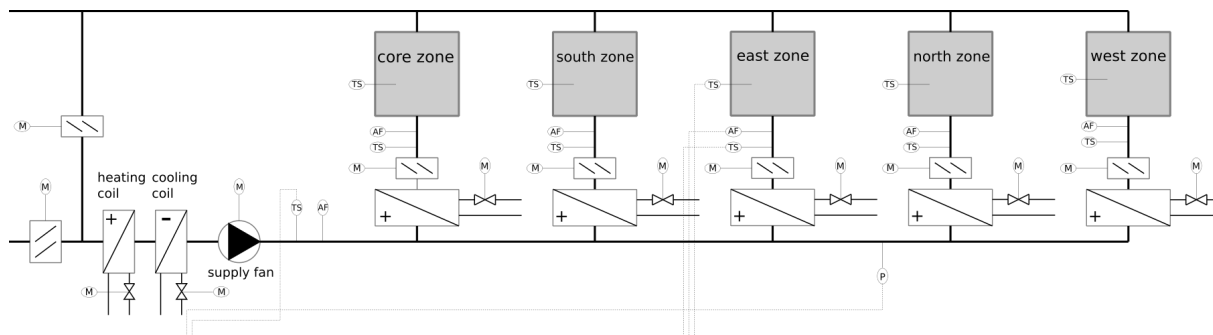 core zone
south zone
east zone
north zone
west zone
TS
TS
TS
TS
TS
AF
AF
AF
AF
AF
TS
TS
TS
TS
TS
M
M
M
M
M
M
M
M
M
M
M
+
+
+
+
+
heating
coil
cooling
coil
M
M
+
-
TS
AF
supply fan
P
M
M